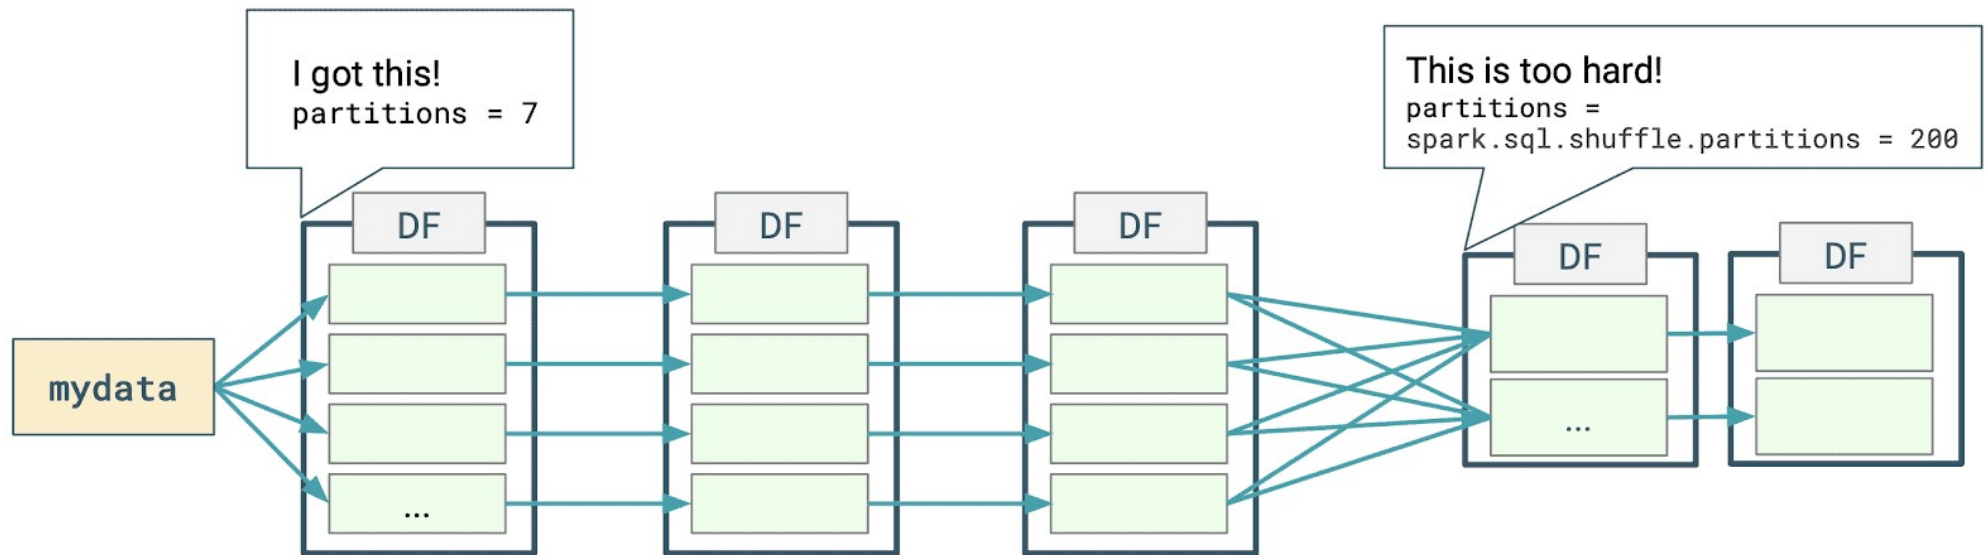 I got this!
partitions = 7
This is too hard!
partitions =
spark.sql.shuffle.partitions = 200
DF
DF
DF
DF
DF
mydata
...
...